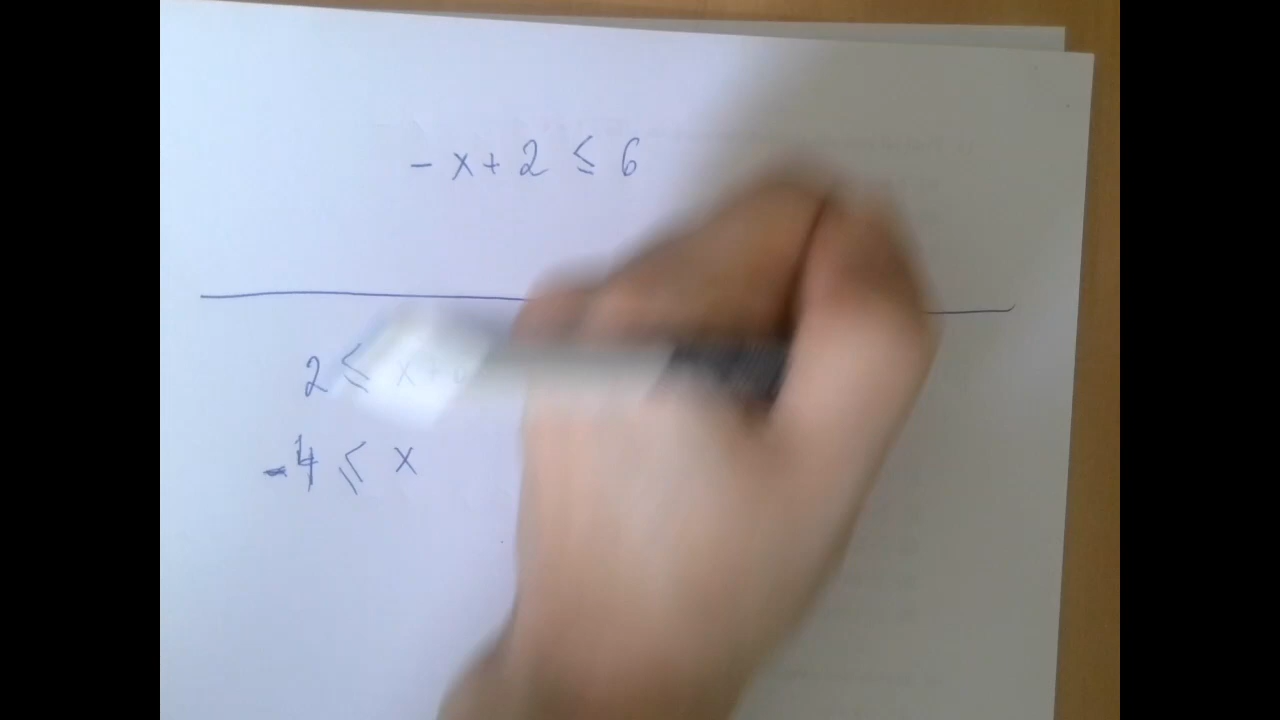 - x + 2 ≤ 6
2 ≤ x +
-4 ≤ x